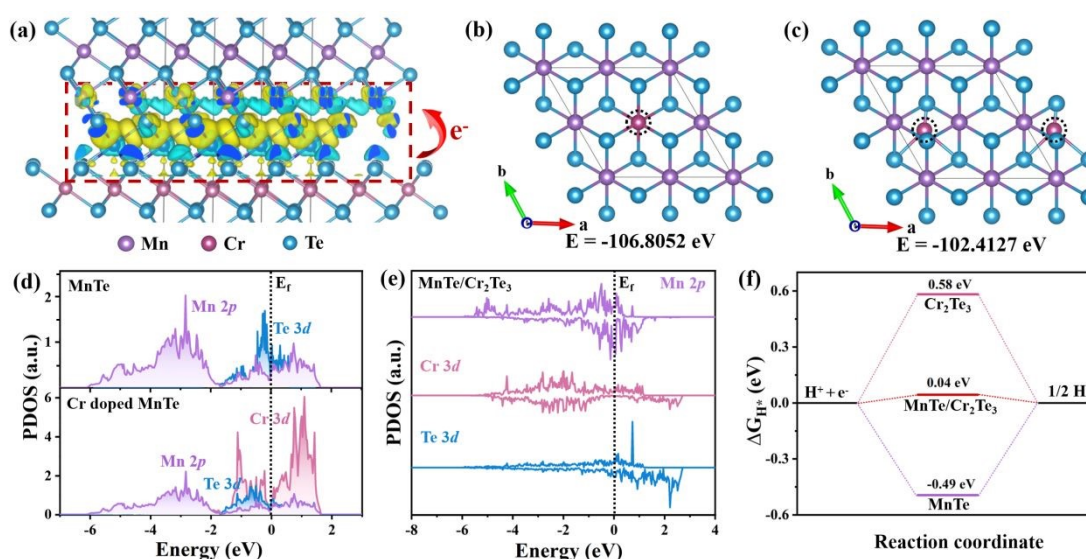 (a)
e-
Mn Cr Te
(b)
b
c
a
E = -106.8052 eV
(c)
b
c
a
E = -102.4127 eV
(d)
MnTe
Ef
Mn 2p
Te 3d
2
1
0
Cr doped MnTe
Cr 3d
Mn 2p
Te 3d
6
4
2
0
PDOS (a.u.)
-6 -4 -2 0 2
Energy (eV)
(e)
MnTe/Cr2Te3
Ef
Mn 2p
Cr 3d
Te 3d
PDOS (a.u.)
-8 -6 -4 -2 0 2 4
Energy (eV)
(f)
0.6
0.3
0.0
-0.3
-0.6
ΔGH* (eV)
0.58 eV
Cr2Te3
H+ + e-
0.04 eV
MnTe/Cr2Te3
1/2 H
-0.49 eV
MnTe
Reaction coordinate